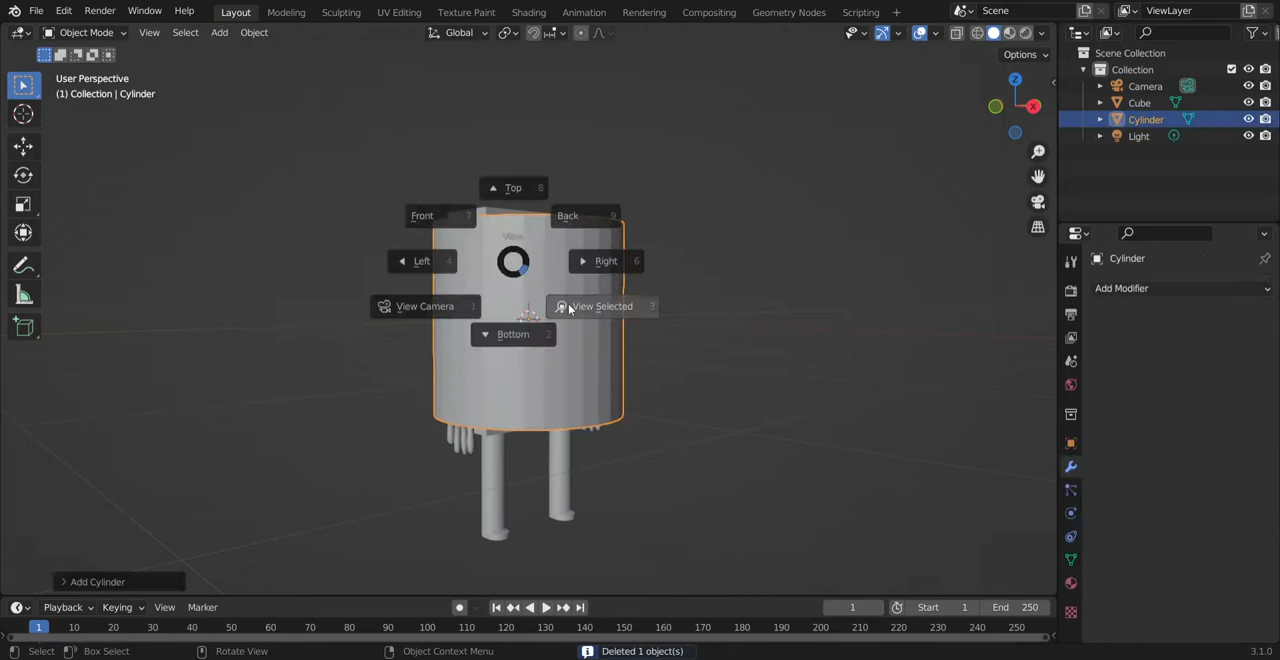 File Edit Render Window Help Layout Modeling Sculpting UV Editing Texture Paint Shading Animation Rendering Compositing Geometry Nodes Scripting + Scene ViewLayer
Object Mode View Select Add Object Global
Options
User Perspective
(1) Collection | Cylinder
Z
X
Top 8
Front 7
Back 9
View
Left 4
Right 6
View Camera 1
View Selected 3
Bottom 2
Add Cylinder
Scene Collection
Collection
Camera
Cube
Cylinder
Light
Cylinder
Add Modifier
Playback Keying View Marker 1 Start 1 End 250
1 10 20 30 40 50 60 70 80 90 100 110 120 130 140 150 160 170 180 190 200 210 220 230 240 250
Select Box Select Rotate View Object Context Menu Deleted 1 object(s) 3.1.0